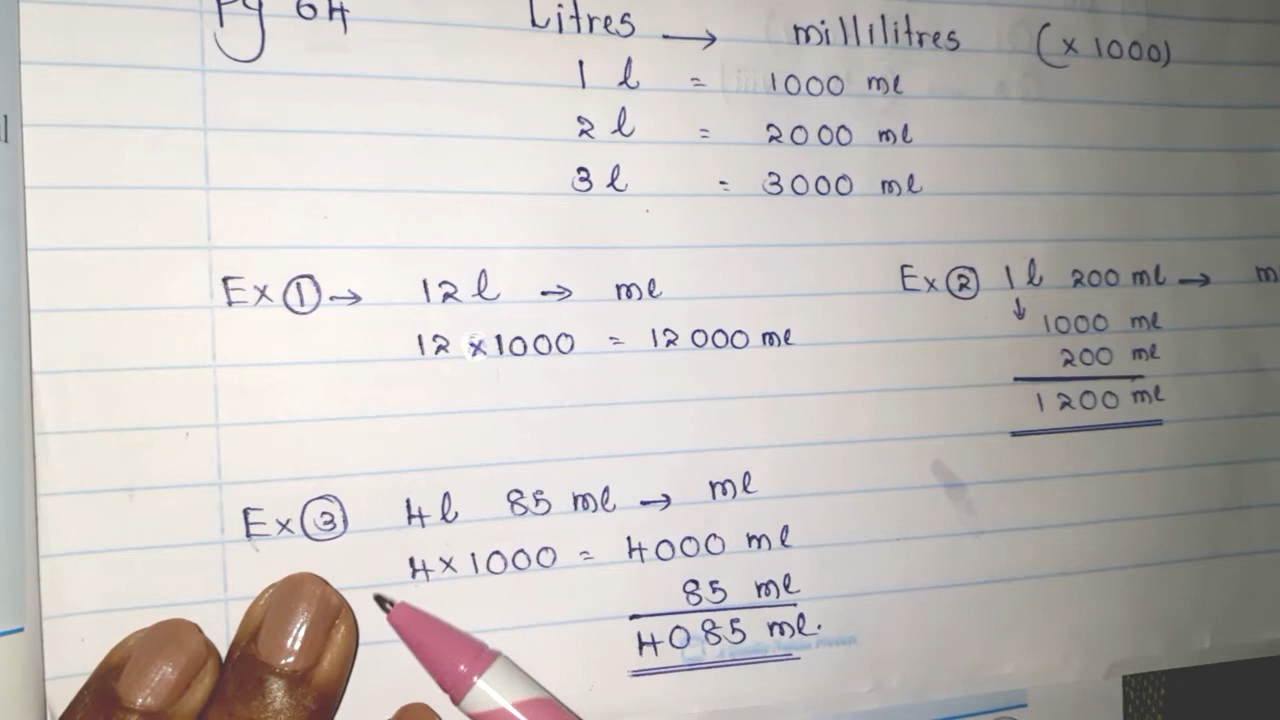 Pg 64 Litres → millilitres (× 1000)
1 l = 1000 ml
2 l = 2000 ml
3 l = 3000 ml
Ex ① → 12 l → ml
12 × 1000 = 12 000 ml
Ex ② 1 l 200 ml → m
↓ 1000 ml
200 ml
1200 ml
Ex ③ 4 l 85 ml → ml
4 × 1000 = 4000 ml
85 ml
4085 ml.